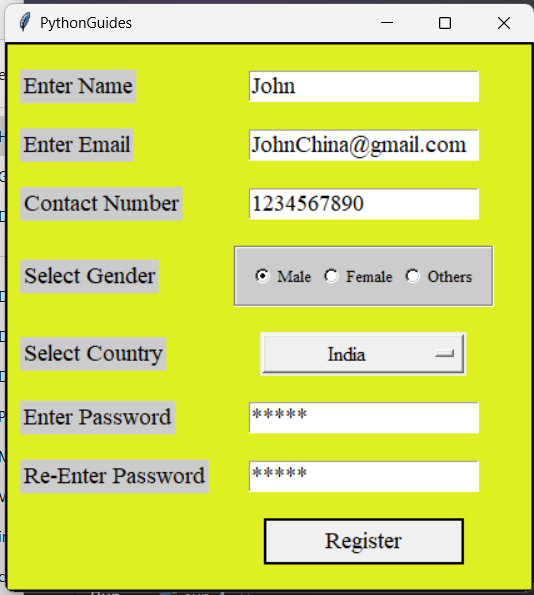 PythonGuides
Enter Name John
Enter Email JohnChina@gmail.com
Contact Number 1234567890
Select Gender Male Female Others
Select Country India
Enter Password *****
Re-Enter Password *****
Register